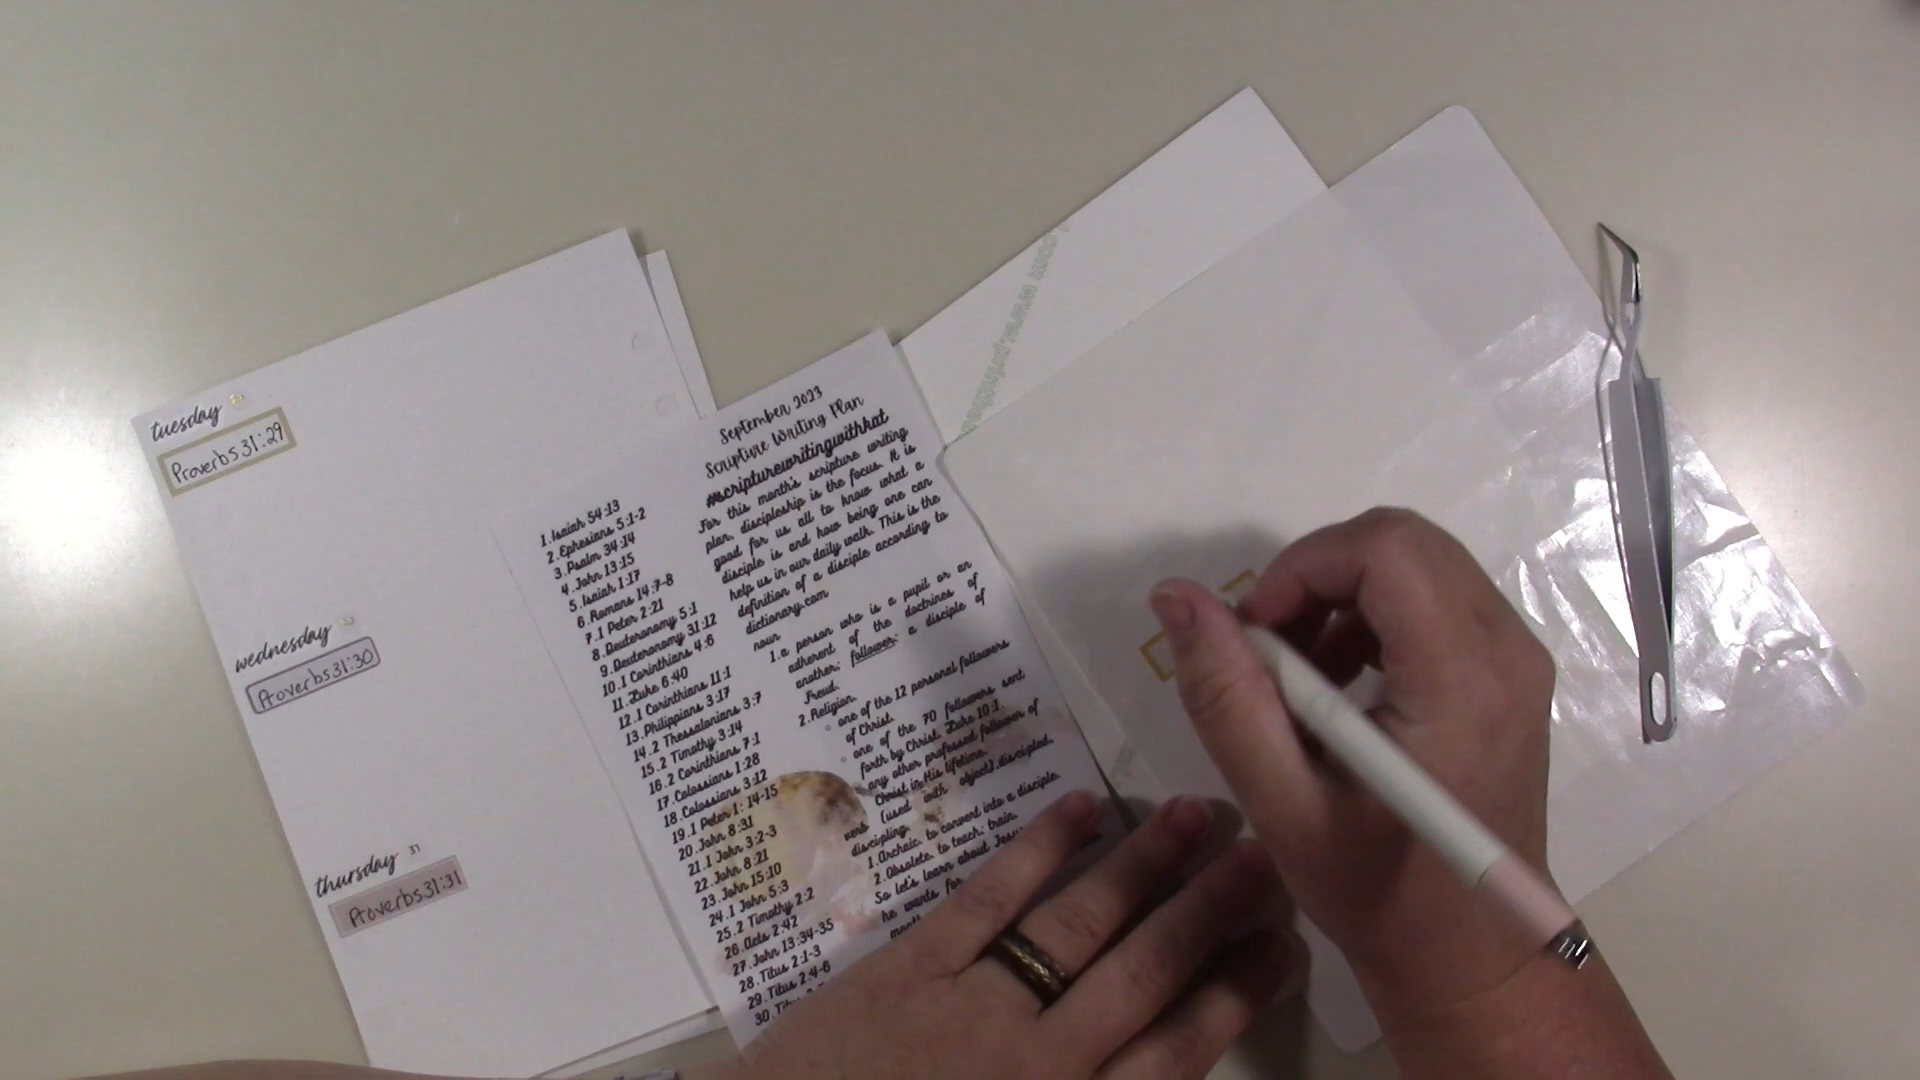 tuesday
Proverbs 31:29
wednesday
Proverbs 31:30
thursday 31
Proverbs 31:31
1. Isaiah 54:13
2. Ephesians 5:1-2
3. Psalm 34:14
4. John 13:15
5. Isaiah 1:17
6. Romans 14:7-8
7. 1 Peter 2:21
8. Deuteronomy 5:1
9. Deuteronomy 31:12
10. 1 Corinthians 4:6
11. Luke 6:40
12. 1 Corinthians 11:1
13. Philippians 3:17
14. 2 Thessalonians 3:7
15. 2 Timothy 3:14
16. 2 Corinthians 7:1
17. Colossians 1:28
18. Colossians 3:12
19. 1 Peter 1: 14-15
20. John 8:31
21. 1 John 3:2-3
22. John 8:21
23. John 15:10
24. 1 John 5:3
25. 2 Timothy 2:2
26. Acts 2:42
27. John 13:34-35
28. Titus 2:1-3
29. Titus 2:4-6
30.
September 2023
Scripture Writing Plan
#scripturewritingwithkat
For this month's scripture writing
plan, discipleship is the focus. It is
good for us all to know what a
disciple is and how being one can
help us in our daily walk. This is the
definition of a disciple according to
dictionary.com
noun
1. a person who is a pupil or an
adherent of the doctrines of
another; follower: a disciple of
Freud.
2. Religion.
one of the 12 personal followers
of Christ.
one of the 70 followers sent
forth by Christ. Luke 10:1.
any other professed follower of
Christ in His lifetime.
verb (used with object), discipled,
discipling.
1. Archaic. to convert into a disciple.
2. Obsolete. to teach; train.
So let's learn about
he wants for